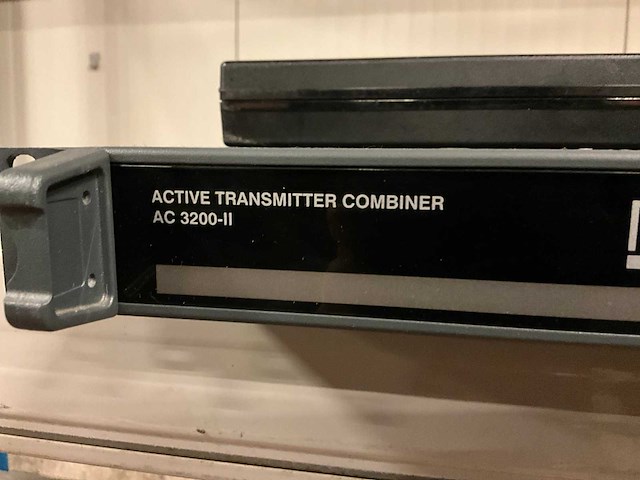 ACTIVE TRANSMITTER COMBINER
AC 3200-II